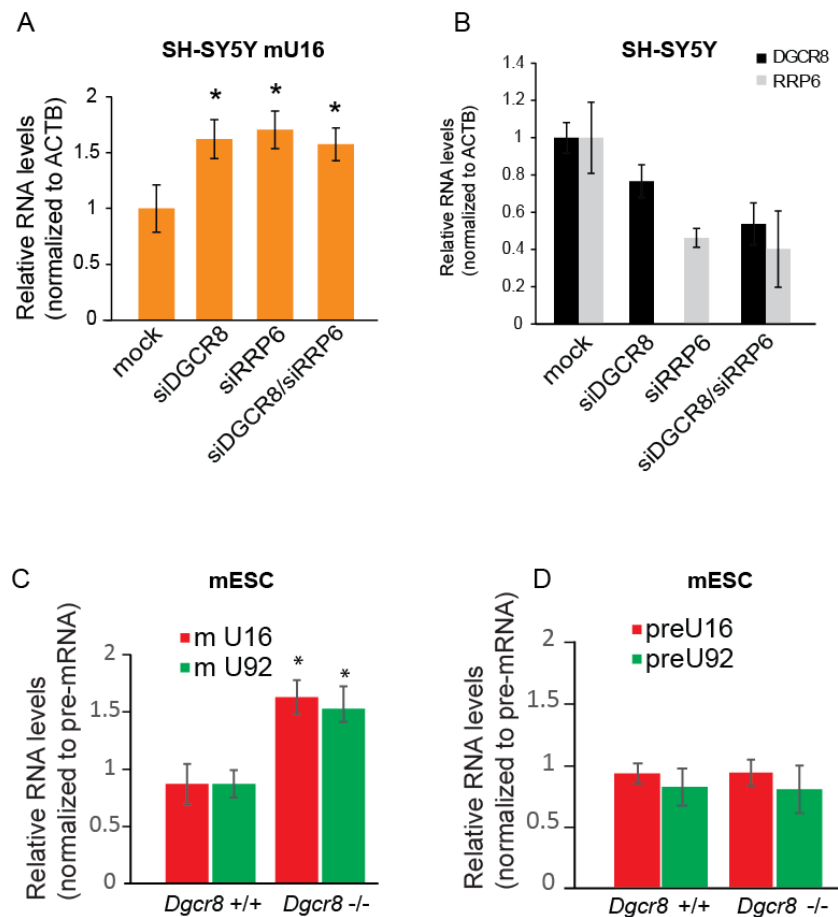 A
SH-SY5Y mU16
Relative RNA levels
(normalized to ACTB)
2
1.5
1
0.5
0
*
*
*
mock
siDGCR8
siRRP6
siDGCR8/siRRP6
B
SH-SY5Y
DGCR8
RRP6
Relative RNA levels
(normalized to ACTB)
1.4
1.2
1
0.8
0.6
0.4
0.2
0
mock
siDGCR8
siRRP6
siDGCR8/siRRP6
C
mESC
Relative RNA levels
(normalized to pre-mRNA)
2
1.5
1
0.5
0
m U16
m U92
*
*
Dgcr8 +/+
Dgcr8 -/-
D
mESC
Relative RNA levels
(normalized to pre-mRNA)
2
1.5
1
0.5
0
preU16
preU92
Dgcr8 +/+
Dgcr8 -/-